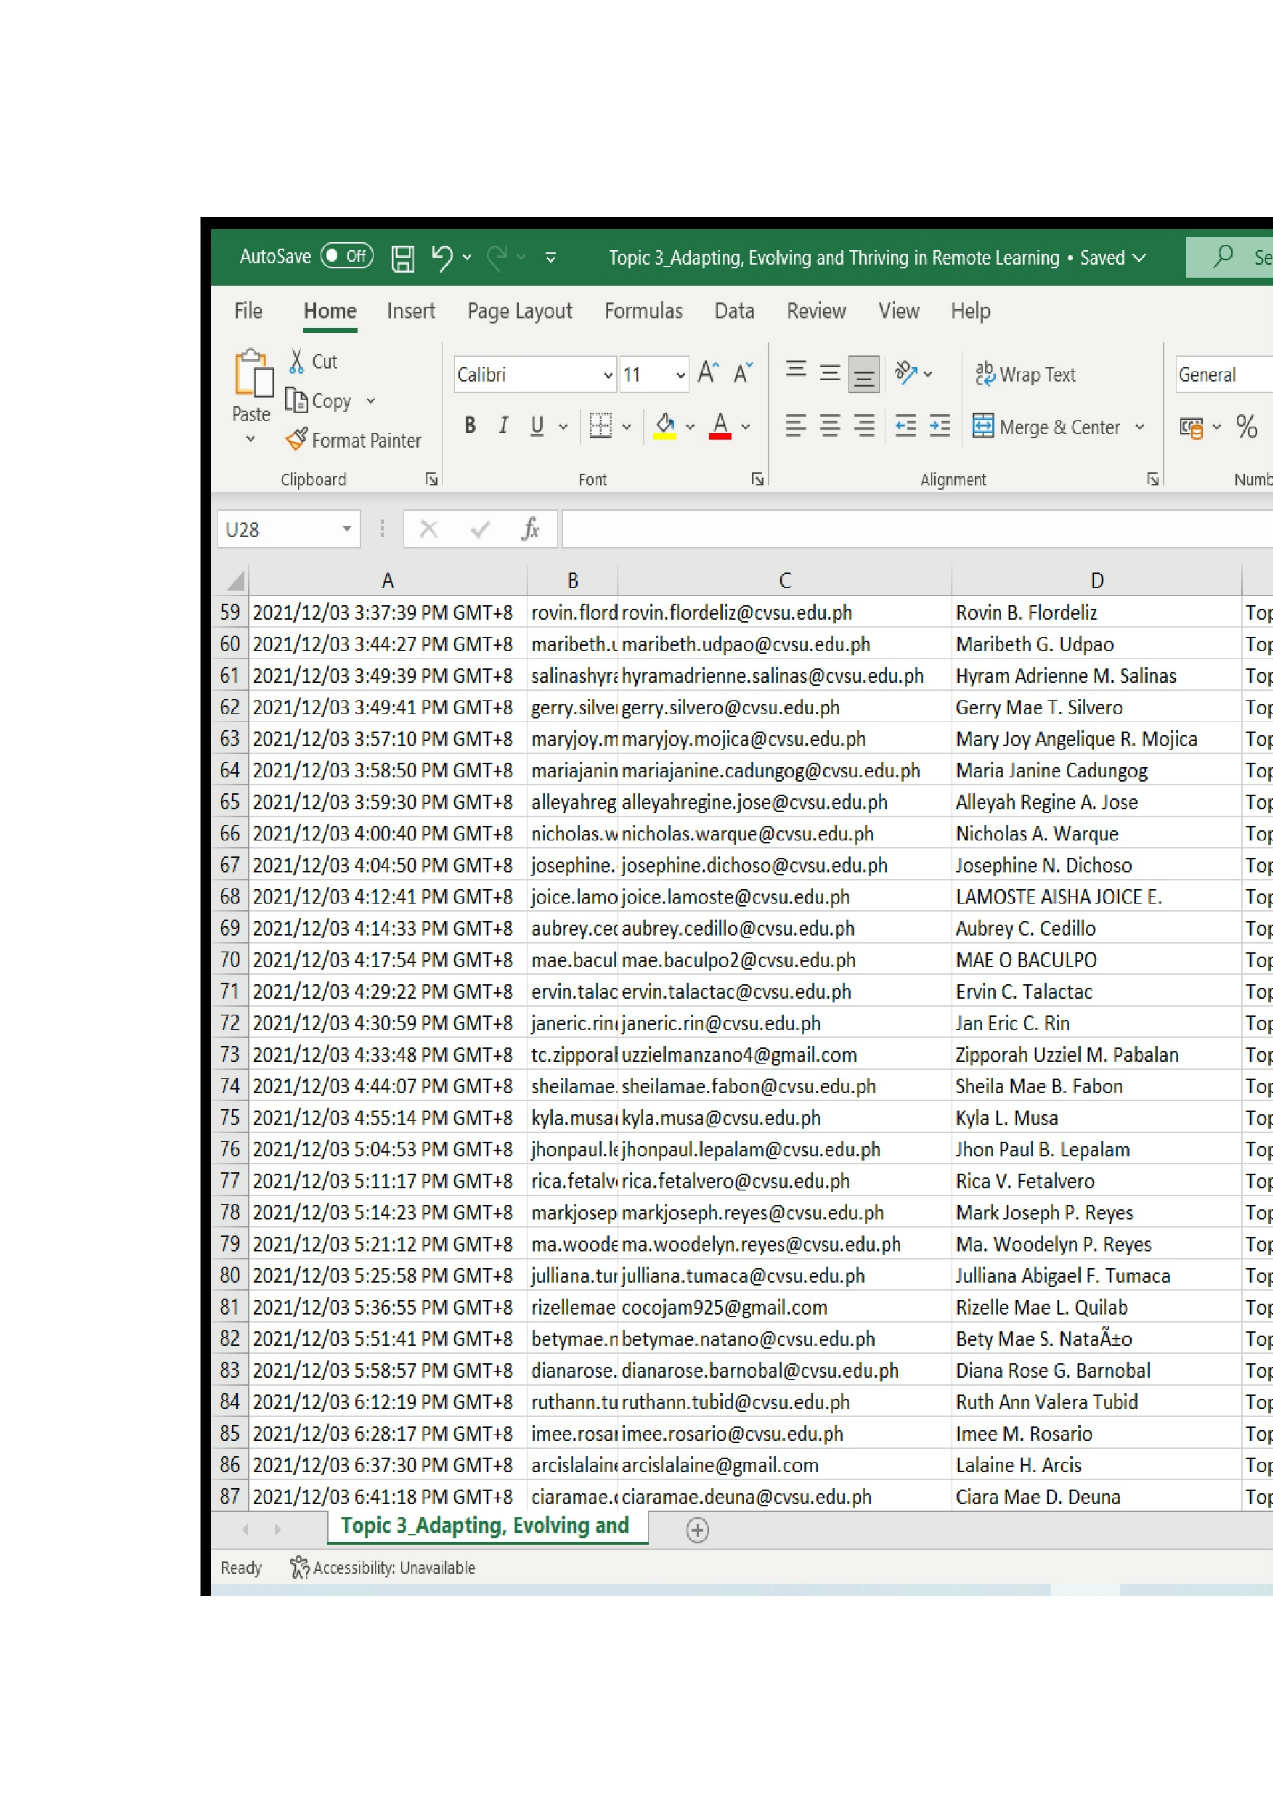 AutoSave Off Topic 3_Adapting, Evolving and Thriving in Remote Learning • Saved
File Home Insert Page Layout Formulas Data Review View Help
Cut
Calibri 11 Wrap Text General
Copy
Paste
B I U A Merge & Center %
Format Painter
Clipboard Font Alignment
U28 fx
A B C D
59 2021/12/03 3:37:39 PM GMT+8 rovin.flord rovin.flordeliz@cvsu.edu.ph Rovin B. Flordeliz Top
60 2021/12/03 3:44:27 PM GMT+8 maribeth.u maribeth.udpao@cvsu.edu.ph Maribeth G. Udpao Top
61 2021/12/03 3:49:39 PM GMT+8 salinashyra hyramadrienne.salinas@cvsu.edu.ph Hyram Adrienne M. Salinas Top
62 2021/12/03 3:49:41 PM GMT+8 gerry.silve gerry.silvero@cvsu.edu.ph Gerry Mae T. Silvero Top
63 2021/12/03 3:57:10 PM GMT+8 maryjoy.m maryjoy.mojica@cvsu.edu.ph Mary Joy Angelique R. Mojica Top
64 2021/12/03 3:58:50 PM GMT+8 mariajanin mariajanine.cadungog@cvsu.edu.ph Maria Janine Cadungog Top
65 2021/12/03 3:59:30 PM GMT+8 alleyahreg alleyahregine.jose@cvsu.edu.ph Alleyah Regine A. Jose Top
66 2021/12/03 4:00:40 PM GMT+8 nicholas.w nicholas.warque@cvsu.edu.ph Nicholas A. Warque Top
67 2021/12/03 4:04:50 PM GMT+8 josephine. josephine.dichoso@cvsu.edu.ph Josephine N. Dichoso Top
68 2021/12/03 4:12:41 PM GMT+8 joice.lamo joice.lamoste@cvsu.edu.ph LAMOSTE AISHA JOICE E. Top
69 2021/12/03 4:14:33 PM GMT+8 aubrey.ced aubrey.cedillo@cvsu.edu.ph Aubrey C. Cedillo Top
70 2021/12/03 4:17:54 PM GMT+8 mae.bacul mae.baculpo2@cvsu.edu.ph MAE O BACULPO Top
71 2021/12/03 4:29:22 PM GMT+8 ervin.talac ervin.talactac@cvsu.edu.ph Ervin C. Talactac Top
72 2021/12/03 4:30:59 PM GMT+8 janeric.rin janeric.rin@cvsu.edu.ph Jan Eric C. Rin Top
73 2021/12/03 4:33:48 PM GMT+8 tc.zipporal uzzielmanzano4@gmail.com Zipporah Uzziel M. Pabalan Top
74 2021/12/03 4:44:07 PM GMT+8 sheilamae. sheilamae.fabon@cvsu.edu.ph Sheila Mae B. Fabon Top
75 2021/12/03 4:55:14 PM GMT+8 kyla.musa kyla.musa@cvsu.edu.ph Kyla L. Musa Top
76 2021/12/03 5:04:53 PM GMT+8 jhonpaul.le jhonpaul.lepalam@cvsu.edu.ph Jhon Paul B. Lepalam Top
77 2021/12/03 5:11:17 PM GMT+8 rica.fetalv rica.fetalvero@cvsu.edu.ph Rica V. Fetalvero Top
78 2021/12/03 5:14:23 PM GMT+8 markjosep markjoseph.reyes@cvsu.edu.ph Mark Joseph P. Reyes Top
79 2021/12/03 5:21:12 PM GMT+8 ma.woode ma.woodelyn.reyes@cvsu.edu.ph Ma. Woodelyn P. Reyes Top
80 2021/12/03 5:25:58 PM GMT+8 julliana.tur julliana.tumaca@cvsu.edu.ph Julliana Abigael F. Tumaca Top
81 2021/12/03 5:36:55 PM GMT+8 rizellemae cocojam925@gmail.com Rizelle Mae L. Quilab Top
82 2021/12/03 5:51:41 PM GMT+8 betymae.n betymae.natano@cvsu.edu.ph Bety Mae S. NataÃ±o Top
83 2021/12/03 5:58:57 PM GMT+8 dianarose. dianarose.barnobal@cvsu.edu.ph Diana Rose G. Barnobal Top
84 2021/12/03 6:12:19 PM GMT+8 ruthann.tu ruthann.tubid@cvsu.edu.ph Ruth Ann Valera Tubid Top
85 2021/12/03 6:28:17 PM GMT+8 imee.rosar imee.rosario@cvsu.edu.ph Imee M. Rosario Top
86 2021/12/03 6:37:30 PM GMT+8 arcislalaine arcislalaine@gmail.com Lalaine H. Arcis Top
87 2021/12/03 6:41:18 PM GMT+8 ciaramae.d ciaramae.deuna@cvsu.edu.ph Ciara Mae D. Deuna Top
Topic 3_Adapting, Evolving and
Ready Accessibility: Unavailable